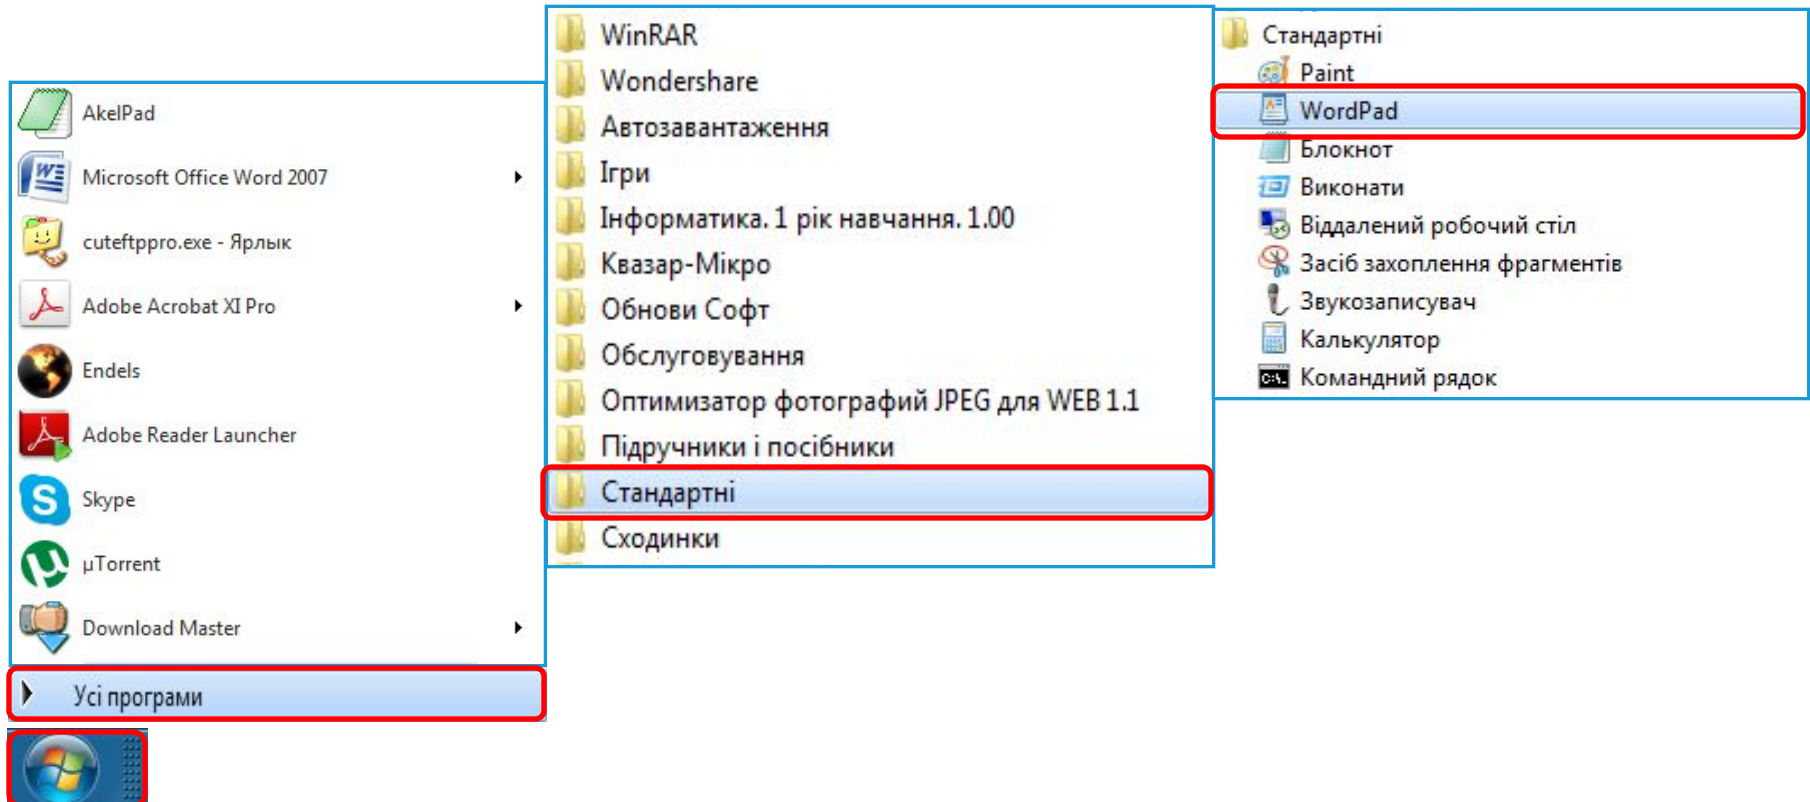 AkelPad
Microsoft Office Word 2007
cuteftppro.exe - Ярлык
Adobe Acrobat XI Pro
Endels
Adobe Reader Launcher
Skype
µTorrent
Download Master
Усі програми
WinRAR
Wondershare
Автозавантаження
Ігри
Інформатика. 1 рік навчання. 1.00
Квазар-Мікро
Обнови Софт
Обслуговування
Оптимизатор фотографий JPEG для WEB 1.1
Підручники і посібники
Стандартні
Сходинки
Стандартні
Paint
WordPad
Блокнот
Виконати
Віддалений робочий стіл
Засіб захоплення фрагментів
Звукозаписувач
Калькулятор
Командний рядок